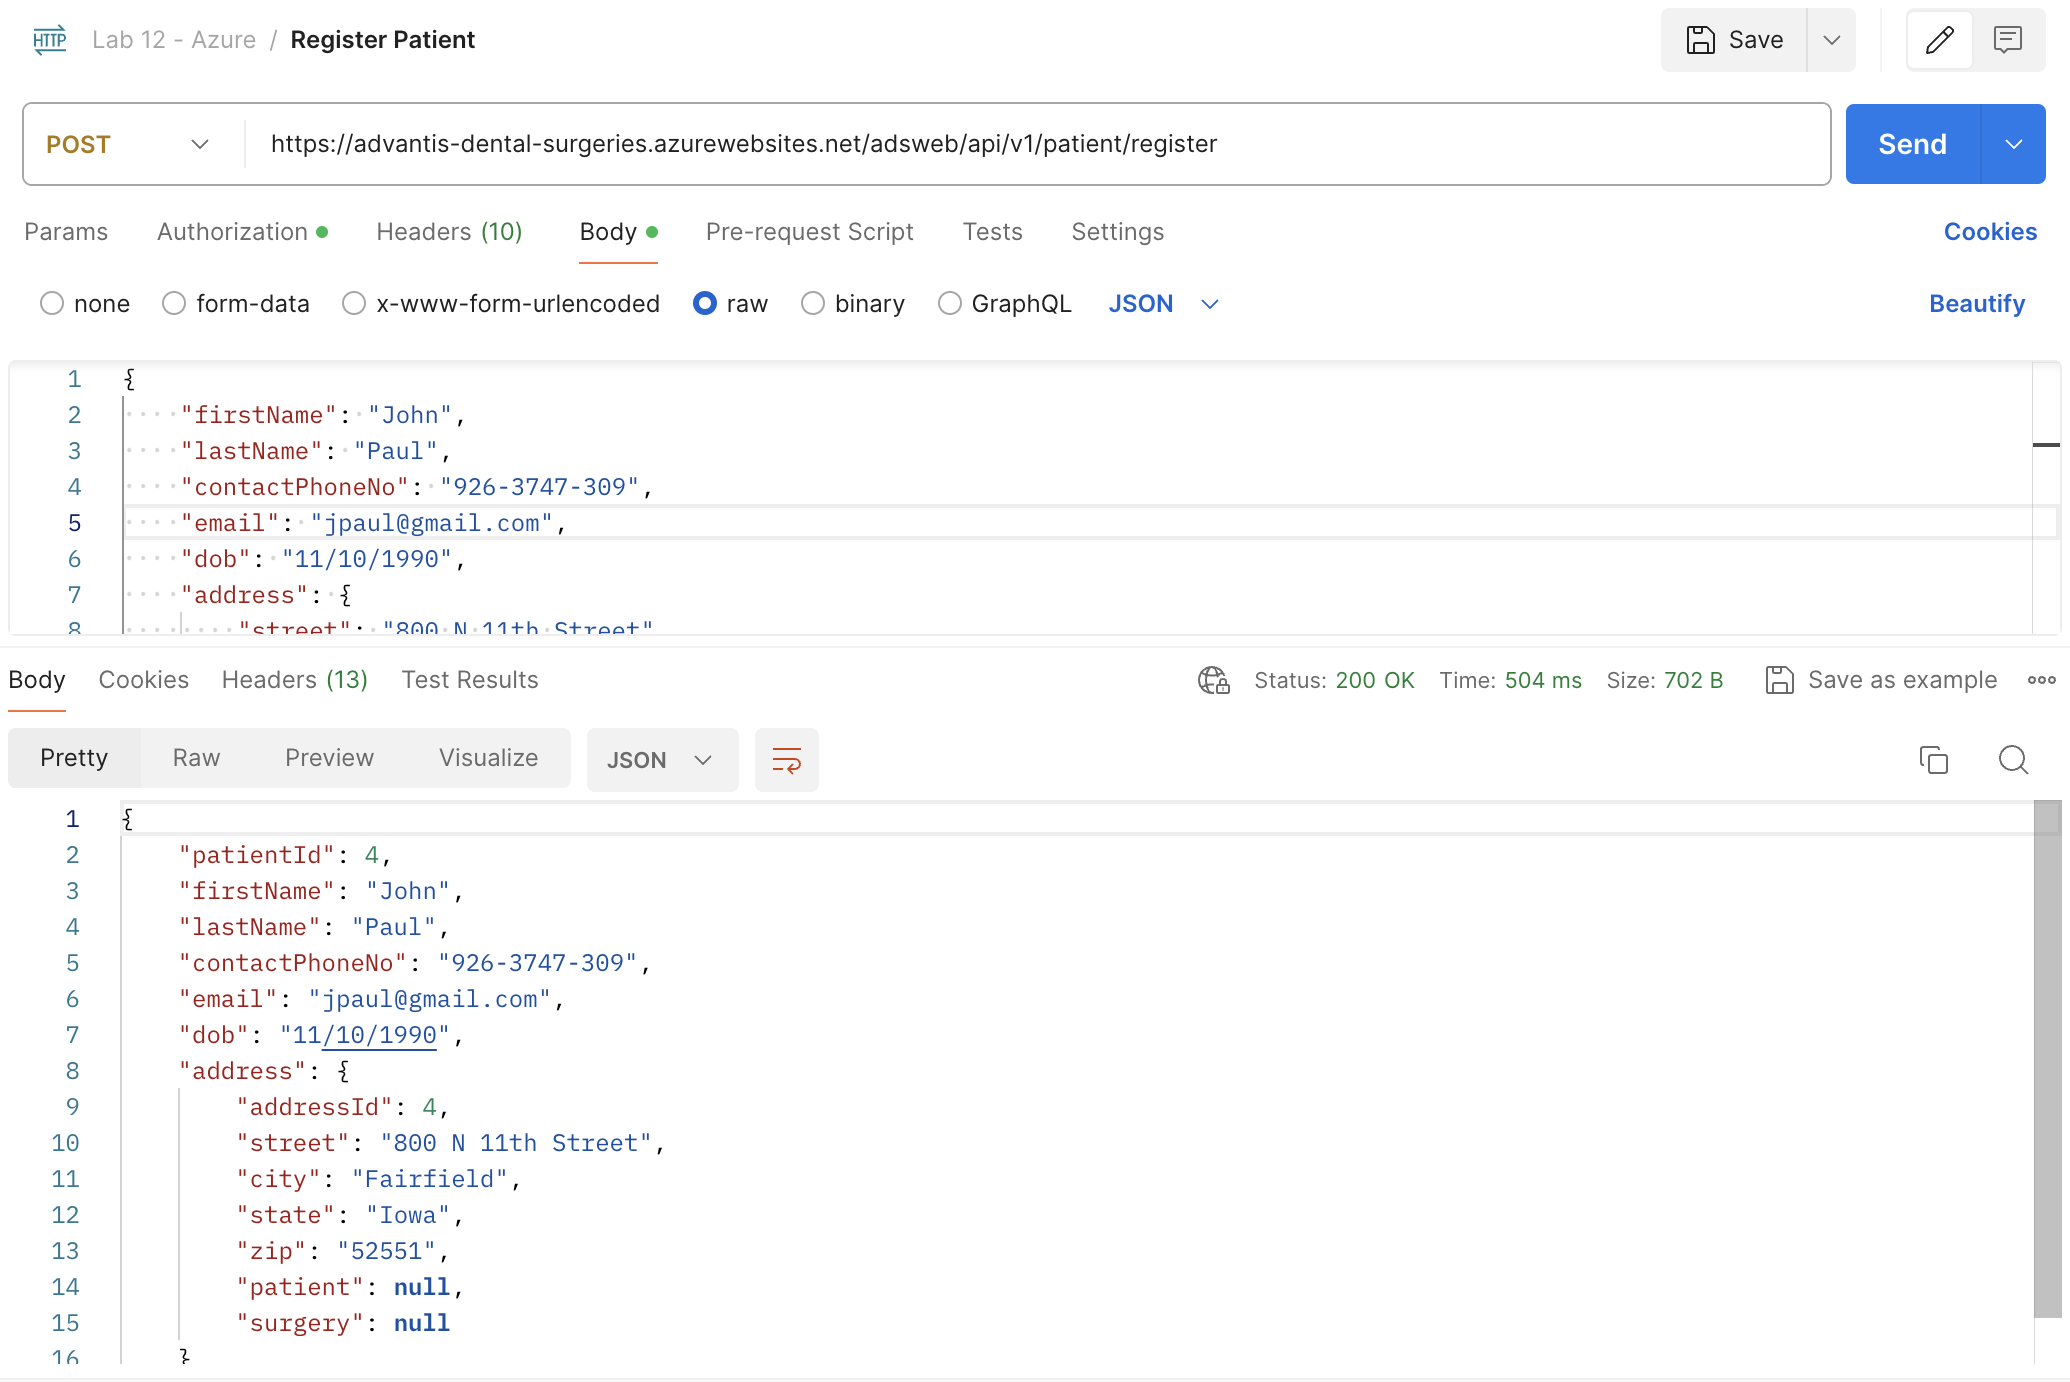 HTTP Lab 12 - Azure / Register Patient Save
POST https://advantis-dental-surgeries.azurewebsites.net/adsweb/api/v1/patient/register Send
Params Authorization Headers (10) Body Pre-request Script Tests Settings Cookies
none form-data x-www-form-urlencoded raw binary GraphQL JSON Beautify
1 {
2 "firstName": "John",
3 "lastName": "Paul",
4 "contactPhoneNo": "926-3747-309",
5 "email": "jpaul@gmail.com",
6 "dob": "11/10/1990",
7 "address": {
8 "street": "800 N 11th Street"
Body Cookies Headers (13) Test Results Status: 200 OK Time: 504 ms Size: 702 B Save as example
Pretty Raw Preview Visualize JSON
1 {
2 "patientId": 4,
3 "firstName": "John",
4 "lastName": "Paul",
5 "contactPhoneNo": "926-3747-309",
6 "email": "jpaul@gmail.com",
7 "dob": "11/10/1990",
8 "address": {
9 "addressId": 4,
10 "street": "800 N 11th Street",
11 "city": "Fairfield",
12 "state": "Iowa",
13 "zip": "52551",
14 "patient": null,
15 "surgery": null
16 }